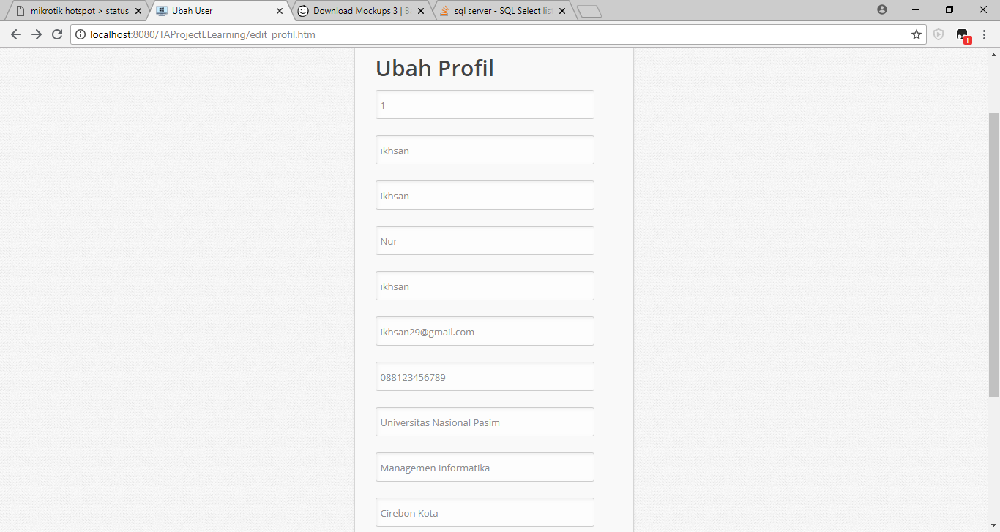 mikrotik hotspot > status
Ubah User
Download Mockups 3 |
sql server - SQL Select
localhost:8080/TAProjectELearning/edit_profil.htm
1
Ubah Profil
1
ikhsan
ikhsan
Nur
ikhsan
ikhsan29@gmail.com
088123456789
Universitas Nasional Pasim
Managemen Informatika
Cirebon Kota